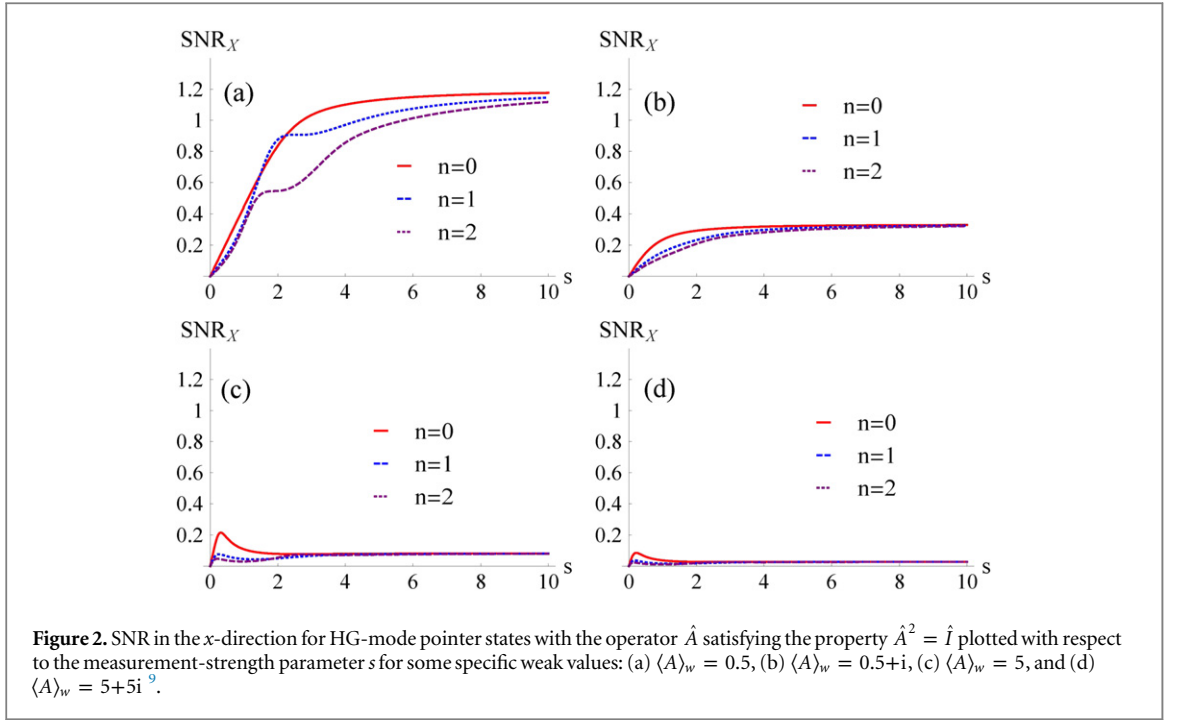 SNR_X
1.2
1
0.8
0.6
0.4
0.2
0 2 4 6 8 10 s
(a)
n=0
n=1
n=2
SNR_X
1.2
1
0.8
0.6
0.4
0.2
0 2 4 6 8 10 s
(b)
n=0
n=1
n=2
SNR_X
1.2
1
0.8
0.6
0.4
0.2
0 2 4 6 8 10 s
(c)
n=0
n=1
n=2
SNR_X
1.2
1
0.8
0.6
0.4
0.2
0 2 4 6 8 10 s
(d)
n=0
n=1
n=2
Figure 2. SNR in the x-direction for HG-mode pointer states with the operator Â satisfying the property Â² = Î plotted with respect
to the measurement-strength parameter s for some specific weak values: (a) ⟨A⟩_w = 0.5, (b) ⟨A⟩_w = 0.5+i, (c) ⟨A⟩_w = 5, and (d)
⟨A⟩_w = 5+5i ⁹.